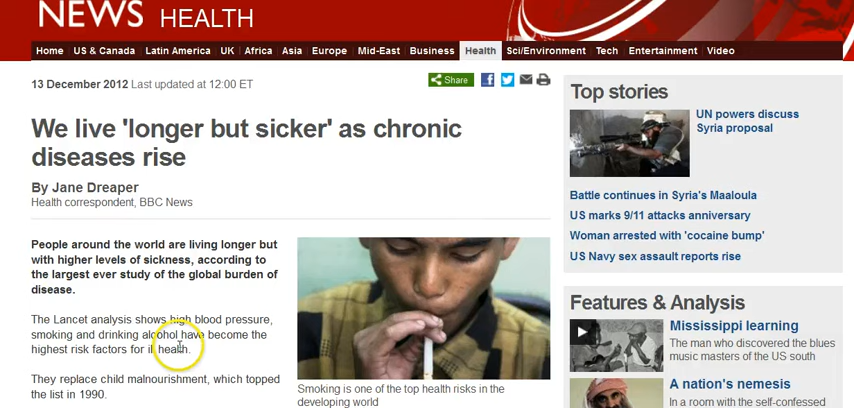 NEWS HEALTH
Home US & Canada Latin America UK Africa Asia Europe Mid-East Business Health Sci/Environment Tech Entertainment Video
13 December 2012 Last updated at 12:00 ET
Share
We live 'longer but sicker' as chronic
diseases rise
By Jane Dreaper
Health correspondent, BBC News
People around the world are living longer but
with higher levels of sickness, according to
the largest ever study of the global burden of
disease.
The Lancet analysis shows high blood pressure,
smoking and drinking alcohol have become the
highest risk factors for ill health.
They replace child malnourishment, which topped
the list in 1990.
Smoking is one of the top health risks in the
developing world
Top stories
UN powers discuss
Syria proposal
Battle continues in Syria's Maaloula
US marks 9/11 attacks anniversary
Woman arrested with 'cocaine bump'
US Navy sex assault reports rise
Features & Analysis
Mississippi learning
The man who discovered the blues
music masters of the US south
A nation's nemesis
In a room with the self-confessed